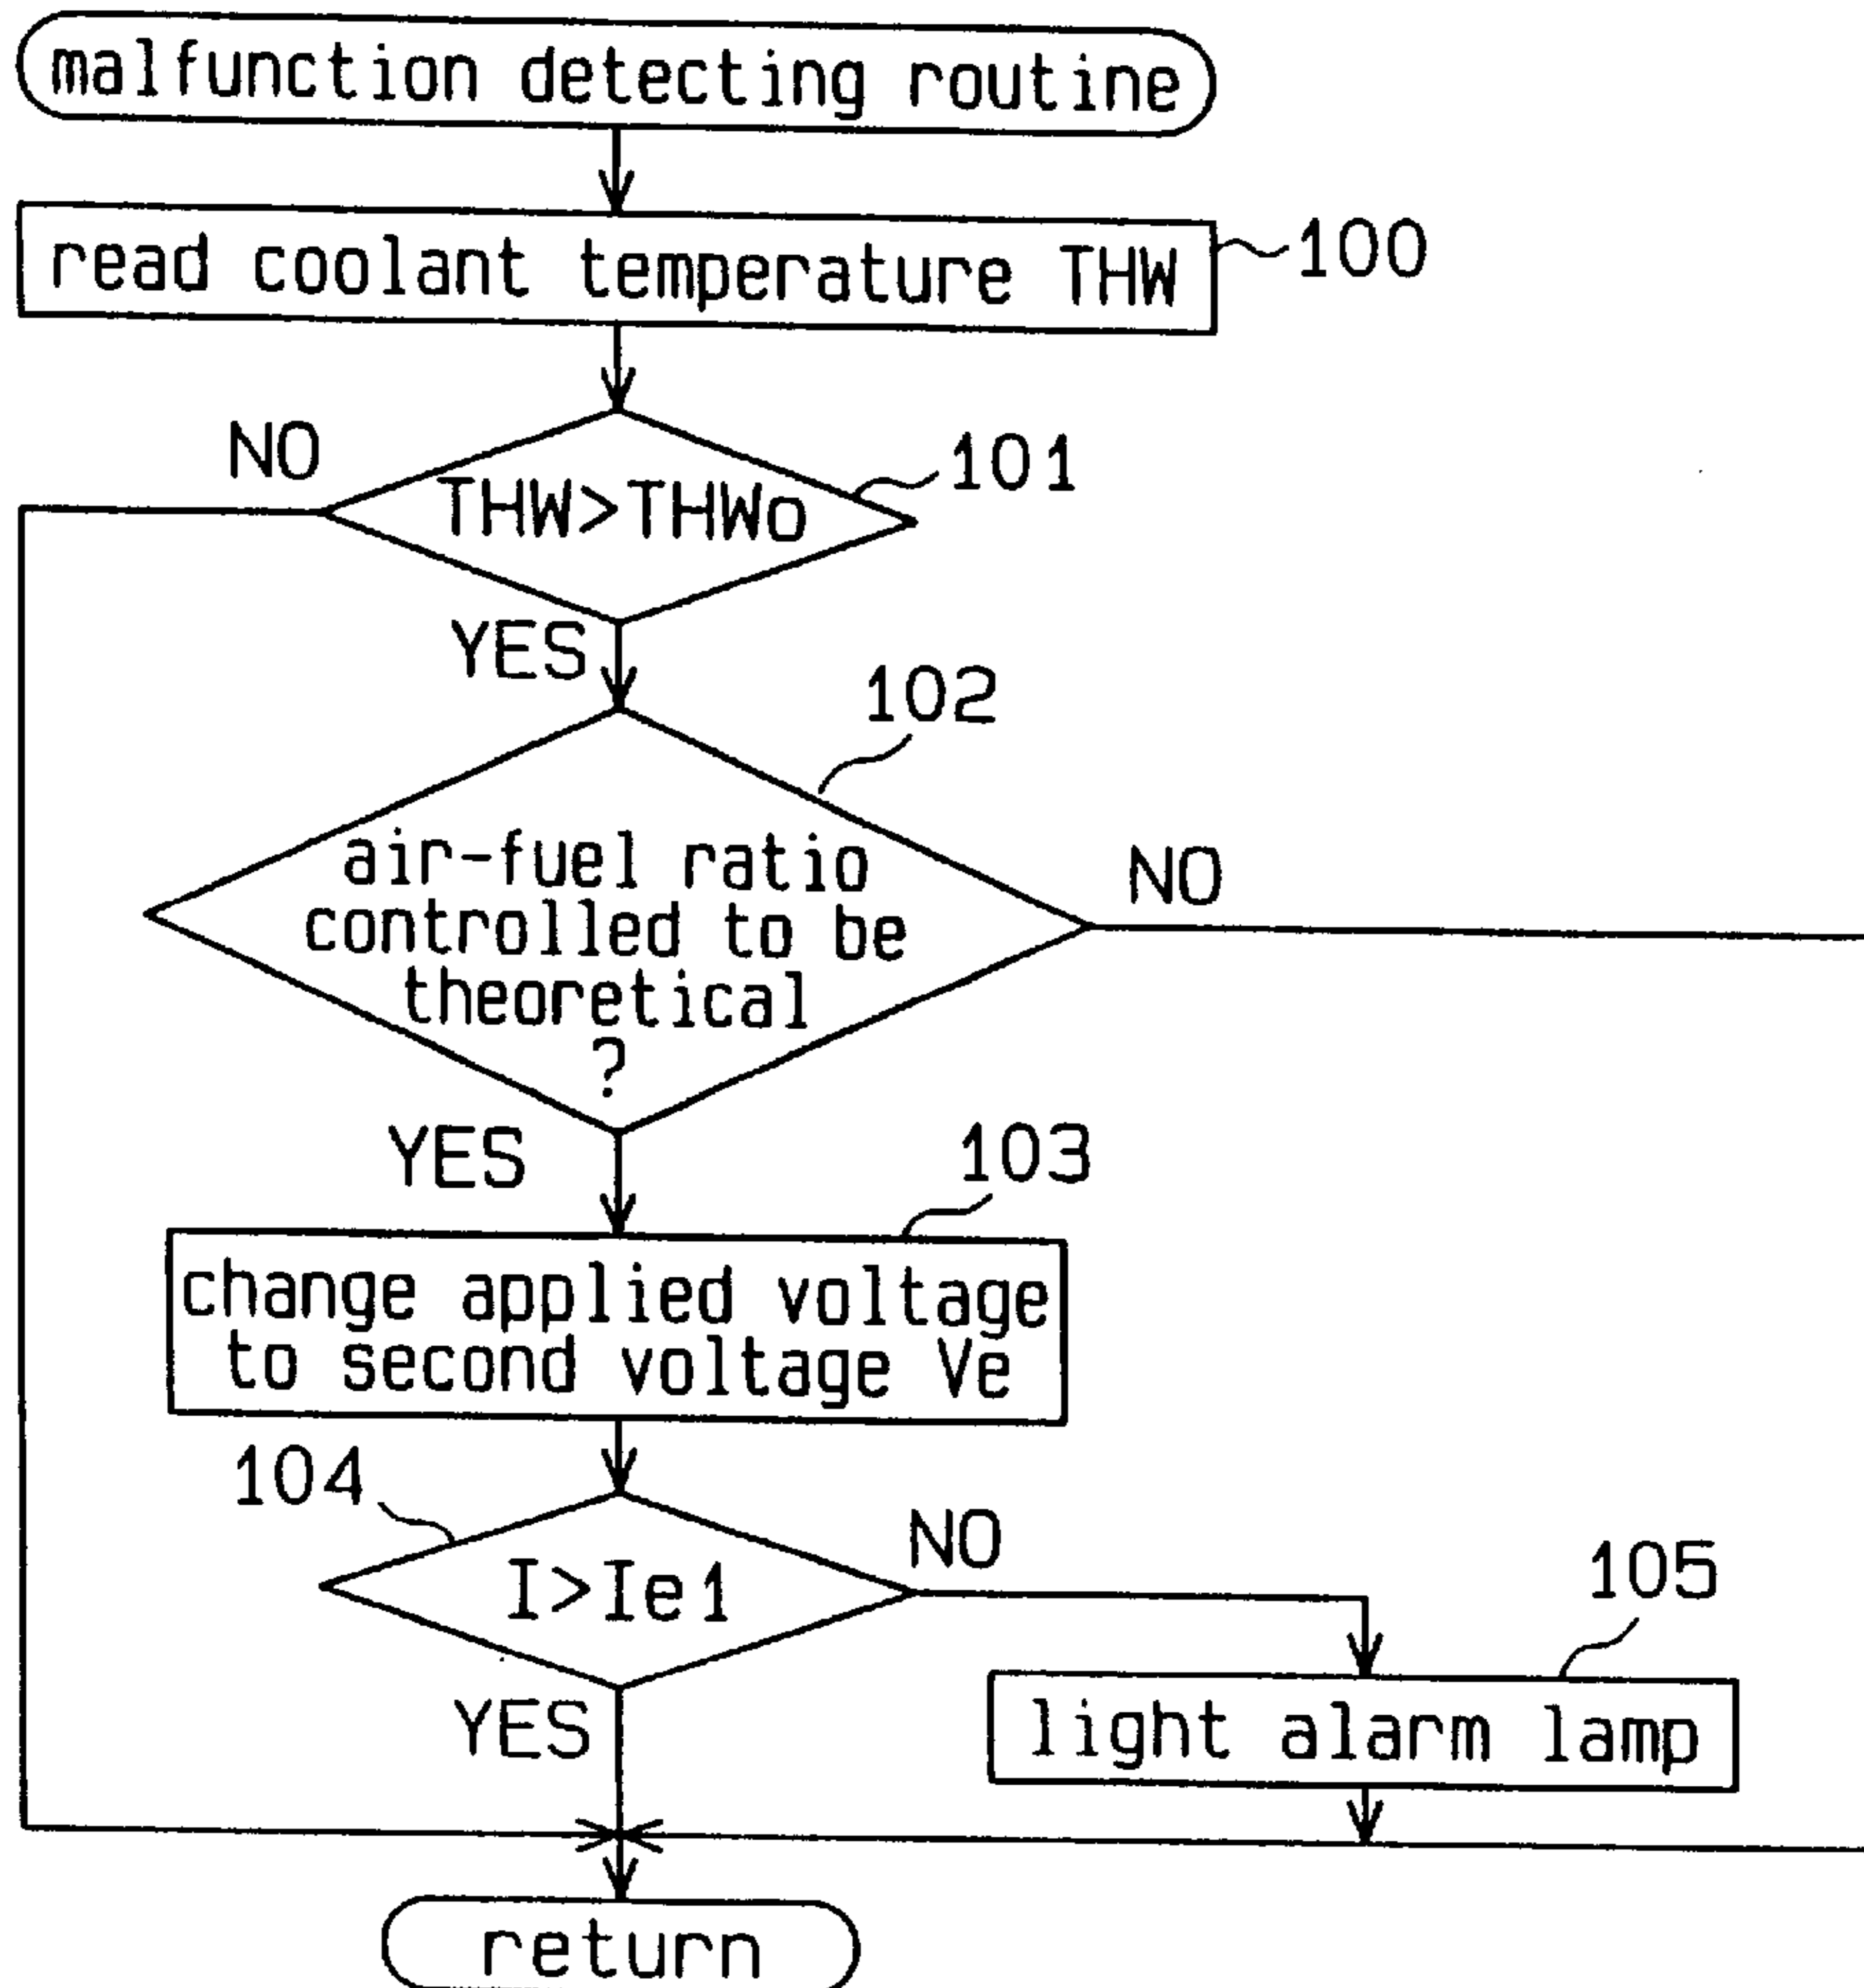 malfunction detecting routine
read coolant temperature THW
100
NO
THW>THWo
101
YES
102
air-fuel ratio
controlled to be
theoretical
?
NO
YES
103
change applied voltage
to second voltage Ve
104
I>Ie1
NO
105
YES
light alarm lamp
return